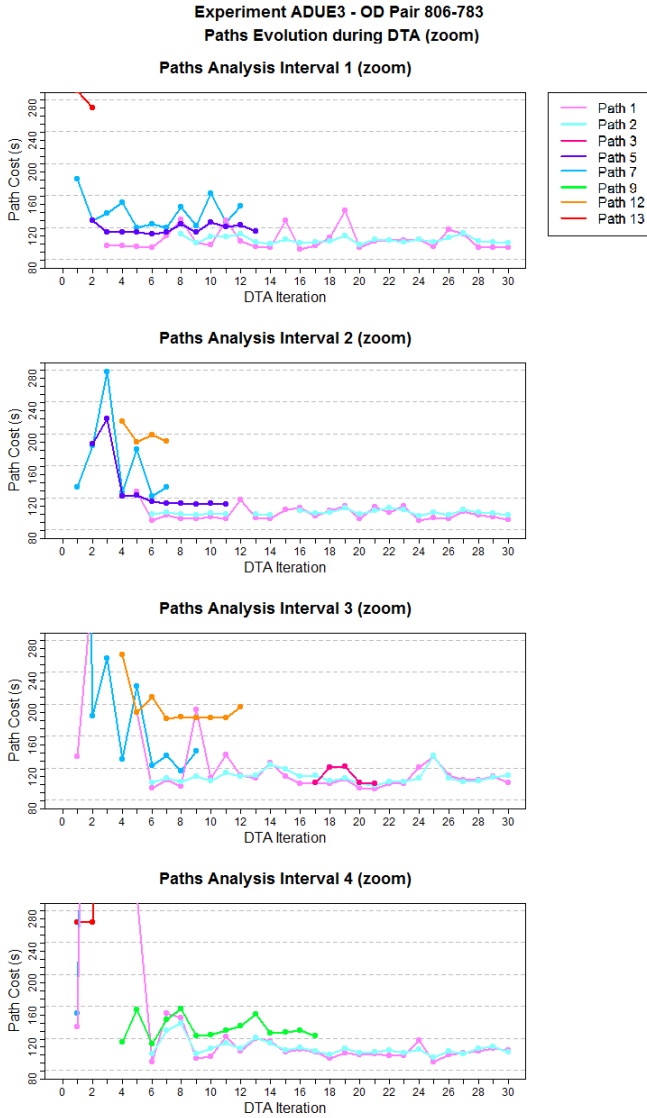 Experiment ADUE3 - OD Pair 806-783
Paths Evolution during DTA (zoom)
Paths Analysis Interval 1 (zoom)
Path Cost (s)
80 120 160 200 240 280
0 2 4 6 8 10 12 14 16 18 20 22 24 26 28 30
DTA Iteration
Path 1
Path 2
Path 3
Path 5
Path 7
Path 9
Path 12
Path 13
Paths Analysis Interval 2 (zoom)
Path Cost (s)
80 120 160 200 240 280
0 2 4 6 8 10 12 14 16 18 20 22 24 26 28 30
DTA Iteration
Paths Analysis Interval 3 (zoom)
Path Cost (s)
80 120 160 200 240 280
0 2 4 6 8 10 12 14 16 18 20 22 24 26 28 30
DTA Iteration
Paths Analysis Interval 4 (zoom)
Path Cost (s)
80 120 160 200 240 280
0 2 4 6 8 10 12 14 16 18 20 22 24 26 28 30
DTA Iteration